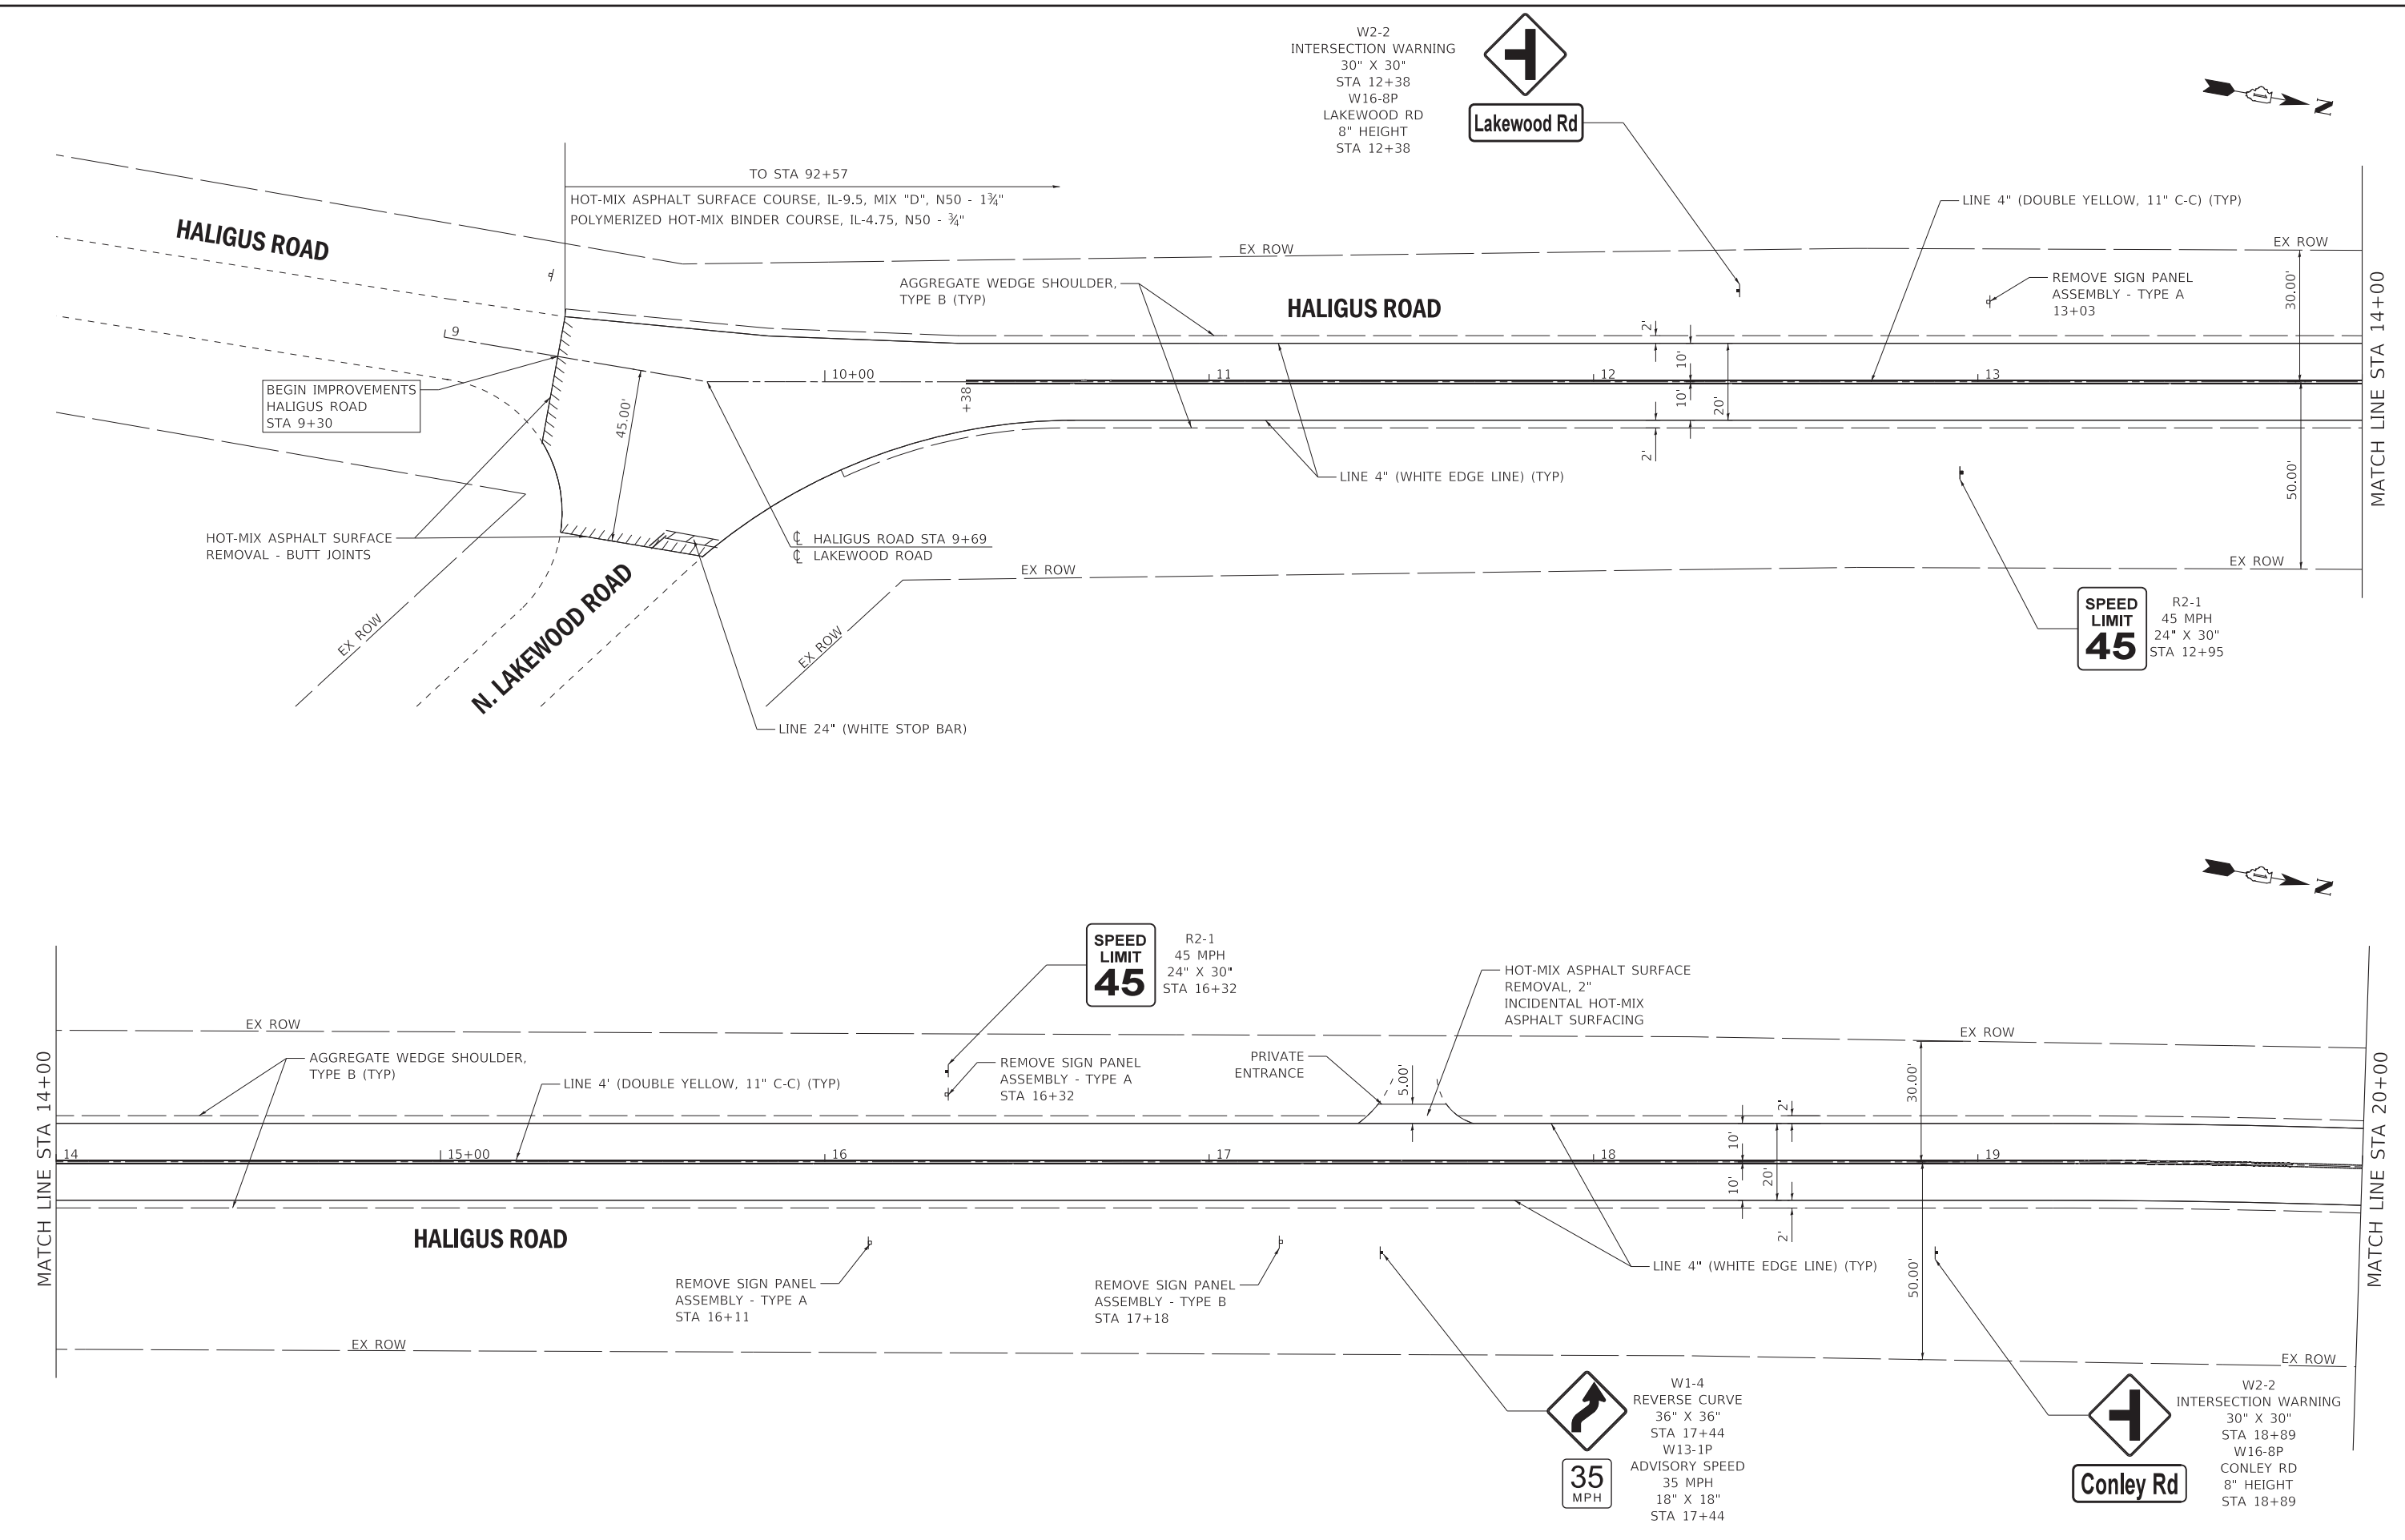 W2-2
INTERSECTION WARNING
30" X 30"
STA 12+38
W16-8P
LAKEWOOD RD
8" HEIGHT
STA 12+38
Lakewood Rd
N
TO STA 92+57
HOT-MIX ASPHALT SURFACE COURSE, IL-9.5, MIX "D", N50 - 1¾"
POLYMERIZED HOT-MIX BINDER COURSE, IL-4.75, N50 - ¾"
LINE 4" (DOUBLE YELLOW, 11" C-C) (TYP)
HALIGUS ROAD
EX ROW
EX ROW
AGGREGATE WEDGE SHOULDER,
TYPE B (TYP)
HALIGUS ROAD
REMOVE SIGN PANEL
ASSEMBLY - TYPE A
13+03
30.00'
MATCH LINE STA 14+00
9
2'
10'
10+00
11
12
13
+38
10'
20'
2'
50.00'
BEGIN IMPROVEMENTS
HALIGUS ROAD
STA 9+30
45.00'
LINE 4" (WHITE EDGE LINE) (TYP)
HOT-MIX ASPHALT SURFACE
REMOVAL - BUTT JOINTS
℄ HALIGUS ROAD STA 9+69
℄ LAKEWOOD ROAD
EX ROW
EX ROW
EX ROW
EX ROW
N. LAKEWOOD ROAD
SPEED
LIMIT
45
R2-1
45 MPH
24" X 30"
STA 12+95
LINE 24" (WHITE STOP BAR)
N
SPEED
LIMIT
45
R2-1
45 MPH
24" X 30"
STA 16+32
HOT-MIX ASPHALT SURFACE
REMOVAL, 2"
INCIDENTAL HOT-MIX
ASPHALT SURFACING
EX ROW
EX ROW
MATCH LINE STA 14+00
AGGREGATE WEDGE SHOULDER,
TYPE B (TYP)
LINE 4' (DOUBLE YELLOW, 11" C-C) (TYP)
REMOVE SIGN PANEL
ASSEMBLY - TYPE A
STA 16+32
PRIVATE
ENTRANCE
5.00'
30.00'
2'
MATCH LINE STA 20+00
14
15+00
16
17
18
19
10'
10'
20'
2'
50.00'
HALIGUS ROAD
LINE 4" (WHITE EDGE LINE) (TYP)
REMOVE SIGN PANEL
ASSEMBLY - TYPE A
STA 16+11
REMOVE SIGN PANEL
ASSEMBLY - TYPE B
STA 17+18
EX ROW
EX ROW
35
MPH
W1-4
REVERSE CURVE
36" X 36"
STA 17+44
W13-1P
ADVISORY SPEED
35 MPH
18" X 18"
STA 17+44
Conley Rd
W2-2
INTERSECTION WARNING
30" X 30"
STA 18+89
W16-8P
CONLEY RD
8" HEIGHT
STA 18+89